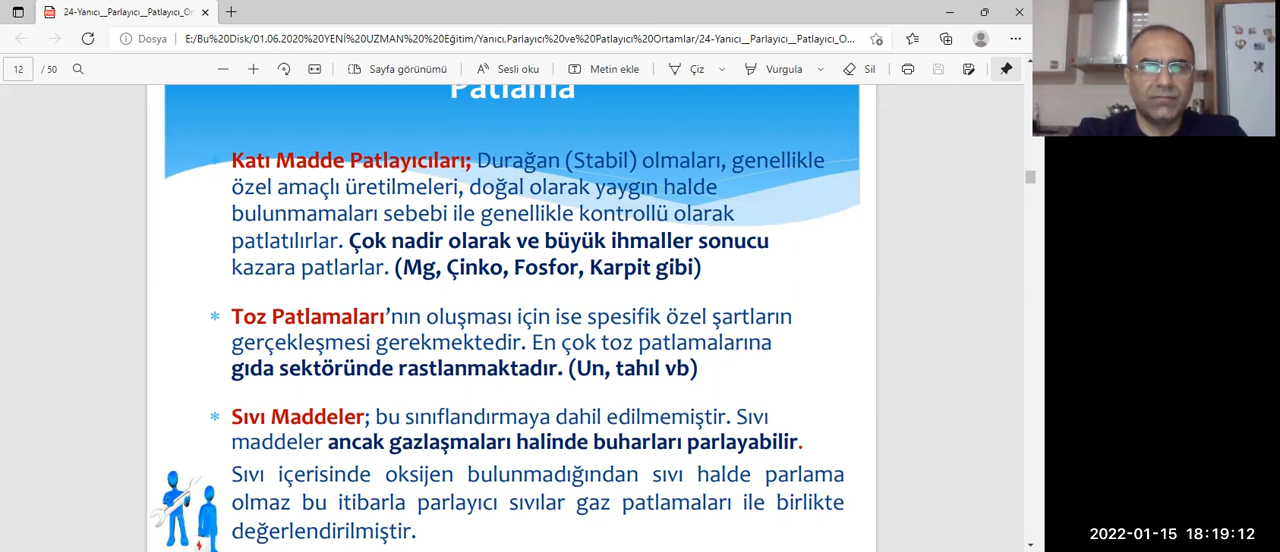 24-Yanıcı__Parlayıcı__Patlayıcı_Or
Dosya
E:/Bu%20Disk/01.06.2020%20YENİ%20UZMAN%20%20Eğitim/Yanıcı,Parlayıcı%20ve%20Patlayıcı%20Ortamlar/24-Yanıcı__Parlayıcı__Patlayıcı_O...
12 / 50
Sayfa görünümü
Sesli oku
Metin ekle
Çiz
Vurgula
Sil
Patlama
Katı Madde Patlayıcıları; Durağan (Stabil) olmaları, genellikle
özel amaçlı üretilmeleri, doğal olarak yaygın halde
bulunmamaları sebebi ile genellikle kontrollü olarak
patlatılırlar. Çok nadir olarak ve büyük ihmaller sonucu
kazara patlarlar. (Mg, Çinko, Fosfor, Karpit gibi)
* Toz Patlamaları’nın oluşması için ise spesifik özel şartların
gerçekleşmesi gerekmektedir. En çok toz patlamalarına
gıda sektöründe rastlanmaktadır. (Un, tahıl vb)
* Sıvı Maddeler; bu sınıflandırmaya dahil edilmemiştir. Sıvı
maddeler ancak gazlaşmaları halinde buharları parlayabilir.
Sıvı içerisinde oksijen bulunmadığından sıvı halde parlama
olmaz bu itibarla parlayıcı sıvılar gaz patlamaları ile birlikte
değerlendirilmiştir.
2022-01-15 18:19:12